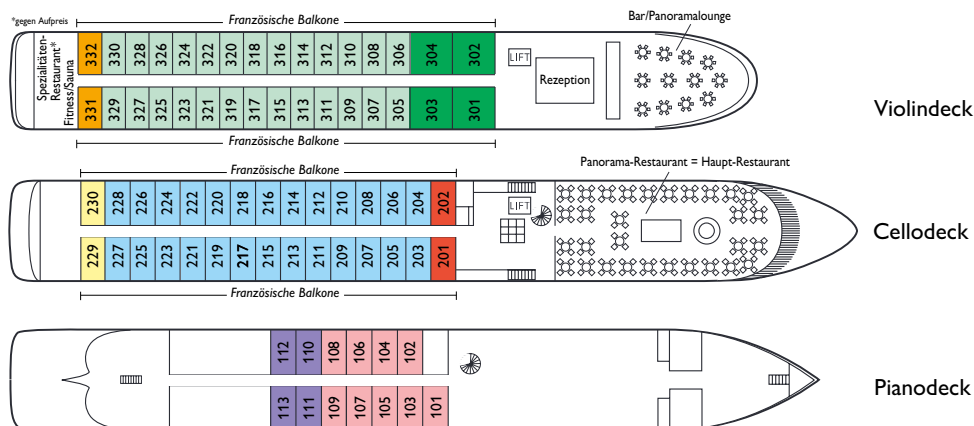 *gegen Aufpreis
Französische Balkone
Bar/Panoramalounge
Spezialitäten-
Restaurant*
Fitness/Sauna
332 330 328 326 324 322 320 318 316 314 312 310 308 306 304 302
LIFT
Rezeption
331 329 327 325 323 321 319 317 315 313 311 309 307 305 303 301
Violindeck
Französische Balkone
Französische Balkone
Panorama-Restaurant = Haupt-Restaurant
230 228 226 224 222 220 218 216 214 212 210 208 206 204 202
LIFT
229 227 225 223 221 219 217 215 213 211 209 207 205 203 201
Cellodeck
Französische Balkone
112 110 108 106 104 102
113 111 109 107 105 103 101
Pianodeck